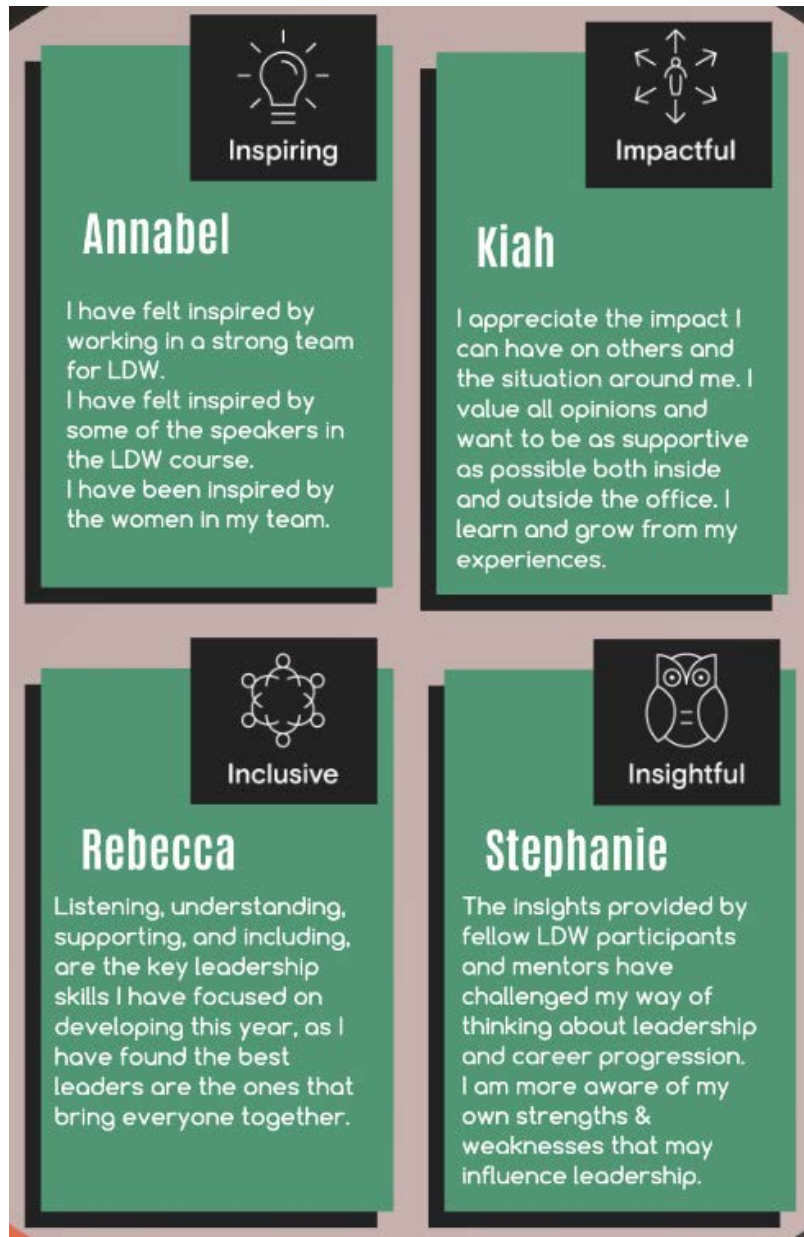 Inspiring
Annabel
I have felt inspired by
working in a strong team
for LDW.
I have felt inspired by
some of the speakers in
the LDW course.
I have been inspired by
the women in my team.
Impactful
Kiah
I appreciate the impact I
can have on others and
the situation around me. I
value all opinions and
want to be as supportive
as possible both inside
and outside the office. I
learn and grow from my
experiences.
Inclusive
Rebecca
Listening, understanding,
supporting, and including,
are the key leadership
skills I have focused on
developing this year, as I
have found the best
leaders are the ones that
bring everyone together.
Insightful
Stephanie
The insights provided by
fellow LDW participants
and mentors have
challenged my way of
thinking about leadership
and career progression.
I am more aware of my
own strengths &
weaknesses that may
influence leadership.